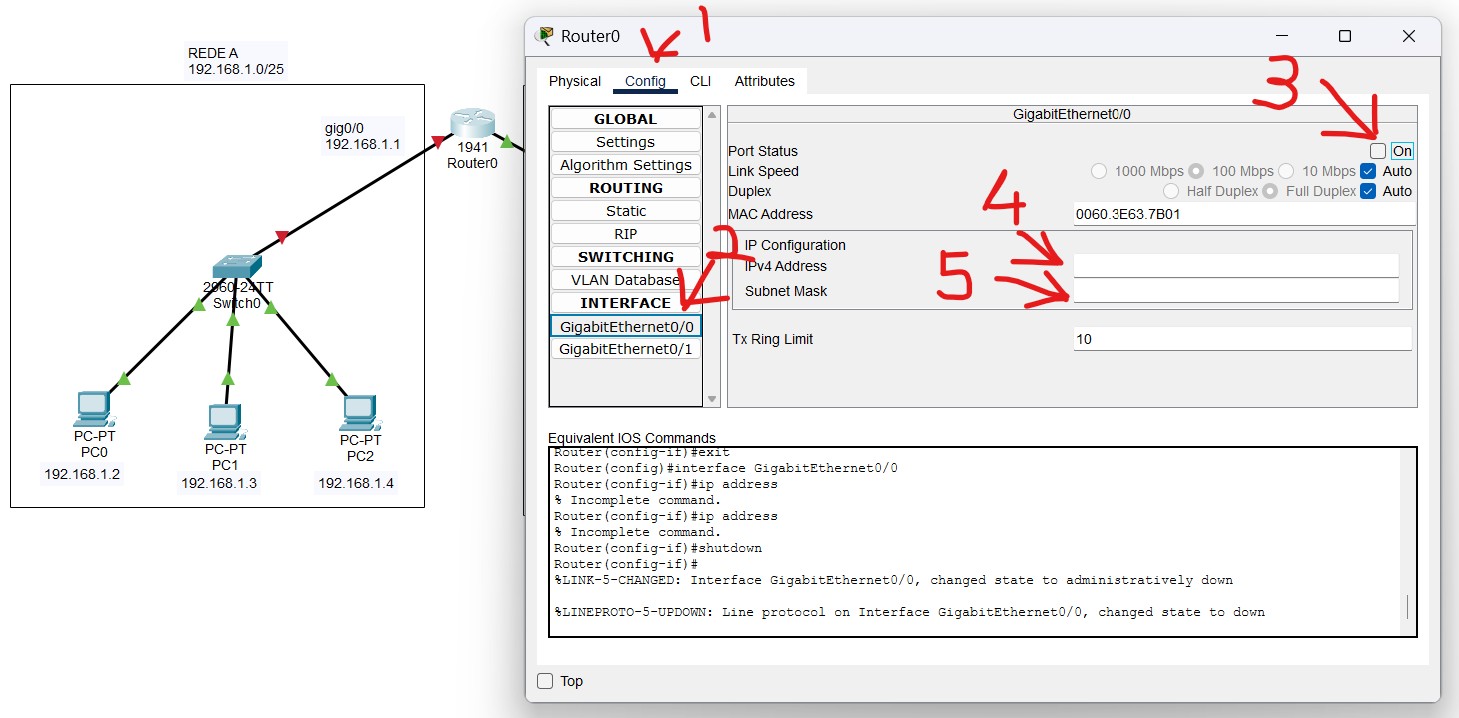 REDE A
192.168.1.0/25
gig0/0
192.168.1.1
1941
Router0
2960-24TT
Switch0
PC-PT
PC0
192.168.1.2
PC-PT
PC1
192.168.1.3
PC-PT
PC2
192.168.1.4
Router0
1
Physical
Config
CLI
Attributes
3
GLOBAL
Settings
Algorithm Settings
ROUTING
Static
RIP
SWITCHING
VLAN Database
INTERFACE
GigabitEthernet0/0
GigabitEthernet0/1
2
GigabitEthernet0/0
Port Status On
Link Speed 1000 Mbps 100 Mbps 10 Mbps Auto
Duplex Half Duplex Full Duplex Auto
MAC Address 0060.3E63.7B01
4
IP Configuration
IPv4 Address
5
Subnet Mask
Tx Ring Limit 10
Equivalent IOS Commands
Router(config-if)#exit
Router(config)#interface GigabitEthernet0/0
Router(config-if)#ip address
% Incomplete command.
Router(config-if)#ip address
% Incomplete command.
Router(config-if)#shutdown
Router(config-if)#
%LINK-5-CHANGED: Interface GigabitEthernet0/0, changed state to administratively down
%LINEPROTO-5-UPDOWN: Line protocol on Interface GigabitEthernet0/0, changed state to down
Top